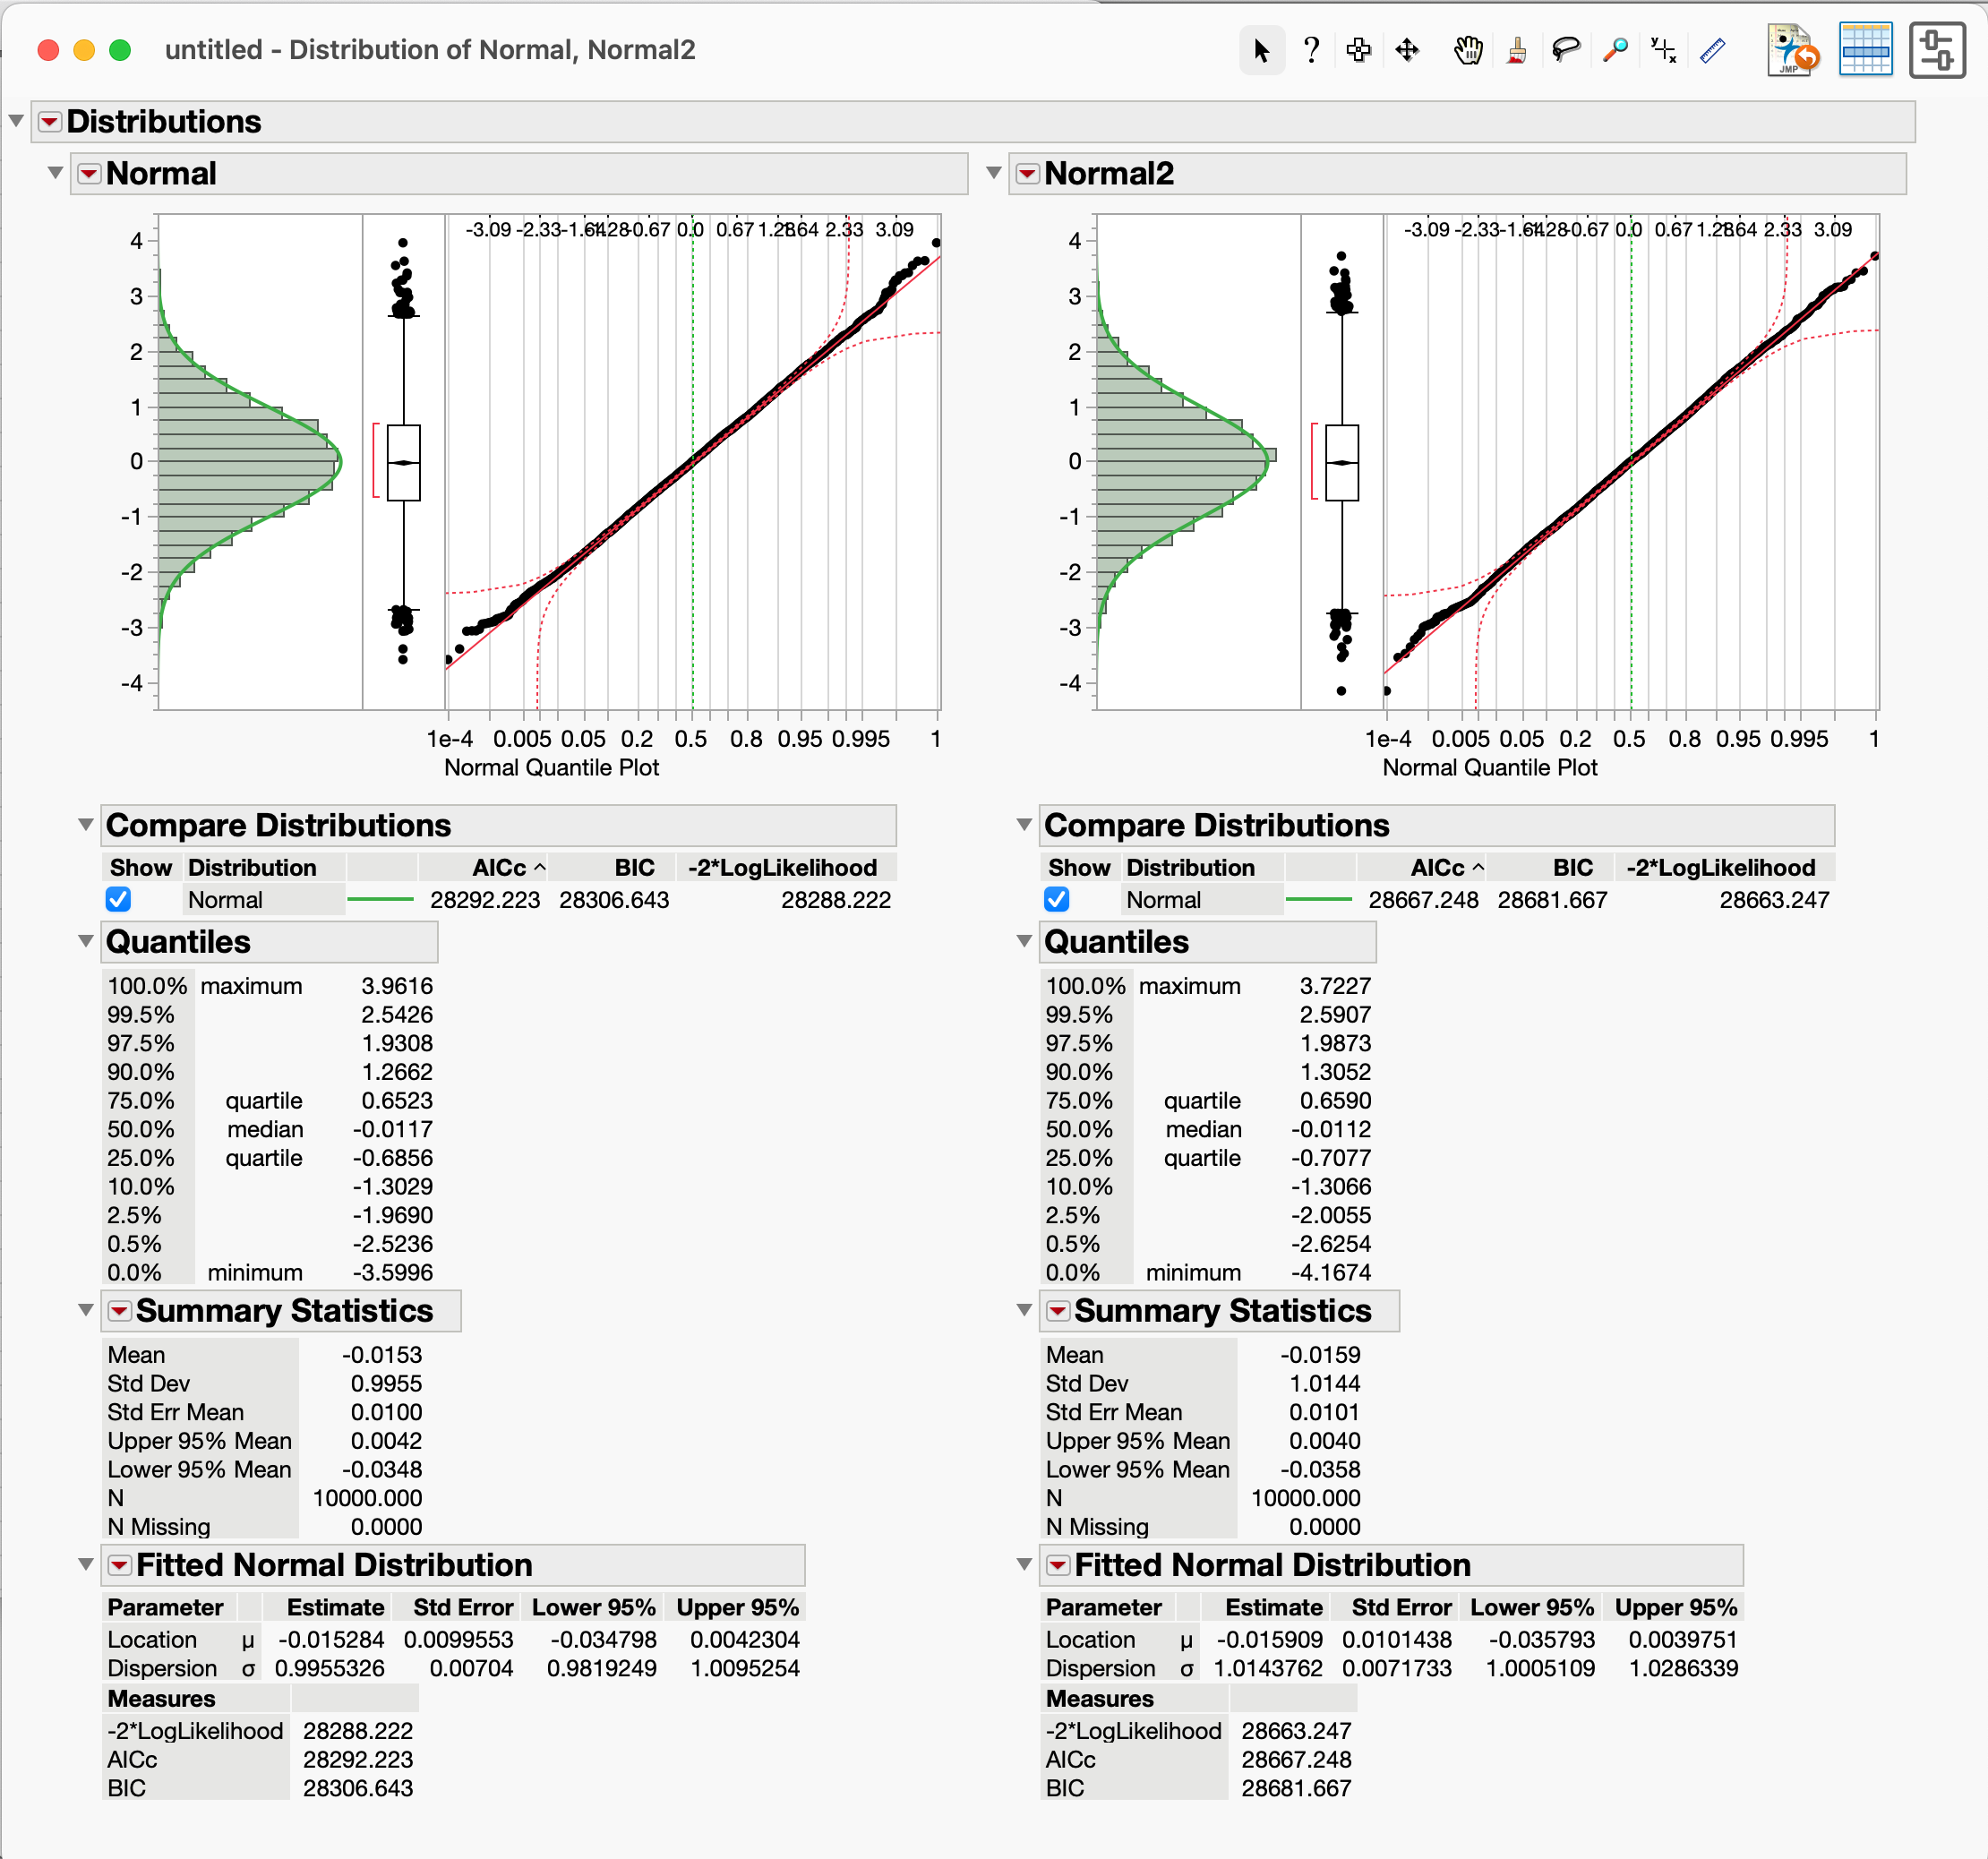 untitled - Distribution of Normal, Normal2
JMP
Distributions
Normal
4
3
2
1
0
-1
-2
-3
-4
-3.09 -2.33 -1.64 -1.28 -0.67 0.0 0.67 1.28 1.64 2.33 3.09
1e-4 0.005 0.05 0.2 0.5 0.8 0.95 0.995 1
Normal Quantile Plot
Compare Distributions
Show Distribution AICc ^ BIC -2*LogLikelihood
Normal 28292.223 28306.643 28288.222
Quantiles
100.0% maximum 3.9616
99.5% 2.5426
97.5% 1.9308
90.0% 1.2662
75.0% quartile 0.6523
50.0% median -0.0117
25.0% quartile -0.6856
10.0% -1.3029
2.5% -1.9690
0.5% -2.5236
0.0% minimum -3.5996
Summary Statistics
Mean -0.0153
Std Dev 0.9955
Std Err Mean 0.0100
Upper 95% Mean 0.0042
Lower 95% Mean -0.0348
N 10000.000
N Missing 0.0000
Fitted Normal Distribution
Parameter Estimate Std Error Lower 95% Upper 95%
Location μ -0.015284 0.0099553 -0.034798 0.0042304
Dispersion σ 0.9955326 0.00704 0.9819249 1.0095254
Measures
-2*LogLikelihood 28288.222
AICc 28292.223
BIC 28306.643
Normal2
4
3
2
1
0
-1
-2
-3
-4
-3.09 -2.33 -1.64 -1.28 -0.67 0.0 0.67 1.28 1.64 2.33 3.09
1e-4 0.005 0.05 0.2 0.5 0.8 0.95 0.995 1
Normal Quantile Plot
Compare Distributions
Show Distribution AICc ^ BIC -2*LogLikelihood
Normal 28667.248 28681.667 28663.247
Quantiles
100.0% maximum 3.7227
99.5% 2.5907
97.5% 1.9873
90.0% 1.3052
75.0% quartile 0.6590
50.0% median -0.0112
25.0% quartile -0.7077
10.0% -1.3066
2.5% -2.0055
0.5% -2.6254
0.0% minimum -4.1674
Summary Statistics
Mean -0.0159
Std Dev 1.0144
Std Err Mean 0.0101
Upper 95% Mean 0.0040
Lower 95% Mean -0.0358
N 10000.000
N Missing 0.0000
Fitted Normal Distribution
Parameter Estimate Std Error Lower 95% Upper 95%
Location μ -0.015909 0.0101438 -0.035793 0.0039751
Dispersion σ 1.0143762 0.0071733 1.0005109 1.0286339
Measures
-2*LogLikelihood 28663.247
AICc 28667.248
BIC 28681.667